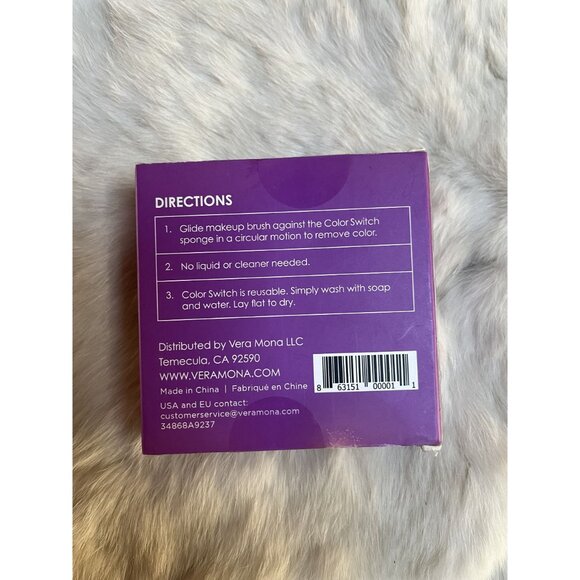 DIRECTIONS
1. Glide makeup brush against the Color Switch
sponge in a circular motion to remove color.
2. No liquid or cleaner needed.
3. Color Switch is reusable. Simply wash with soap
and water. Lay flat to dry.
Distributed by Vera Mona LLC
Temecula, CA 92590
WWW.VERAMONA.COM
Made in China | Fabriqué en Chine
USA and EU contact:
customerservice@veramona.com
34868A9237
8 63151 00001 1